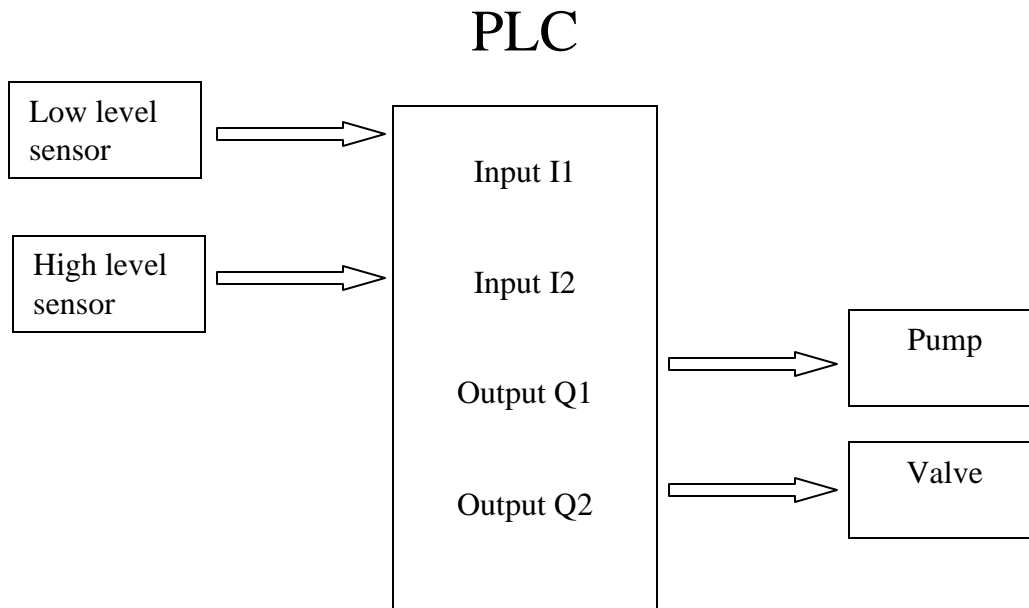 PLC
Low level
sensor
Input I1
High level
sensor
Input I2
Pump
Output Q1
Valve
Output Q2